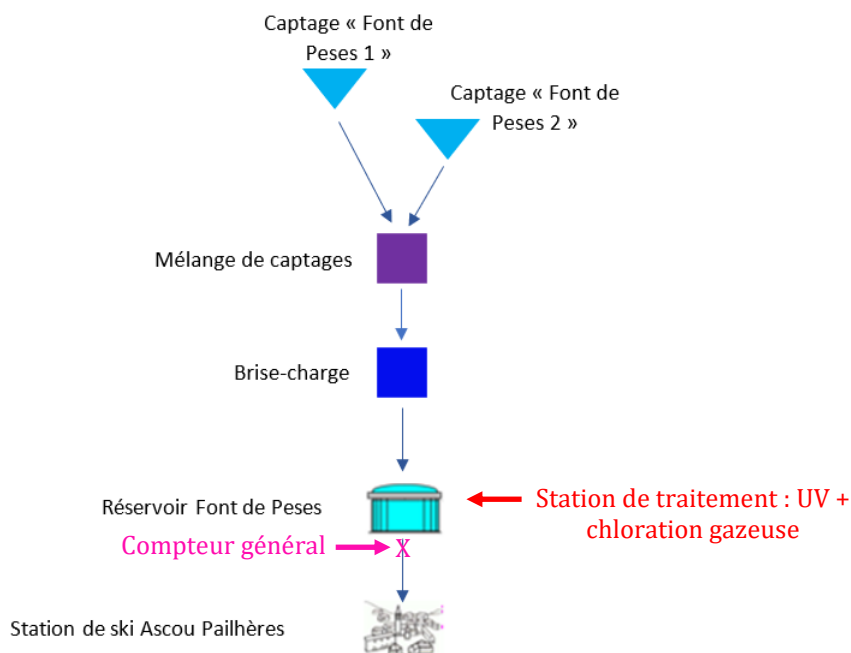 Captage « Font de
Peses 1 »
Captage « Font de
Peses 2 »
Mélange de captages
Brise-charge
Réservoir Font de Peses
Station de traitement : UV +
chloration gazeuse
Compteur général
X
Station de ski Ascou Pailhères